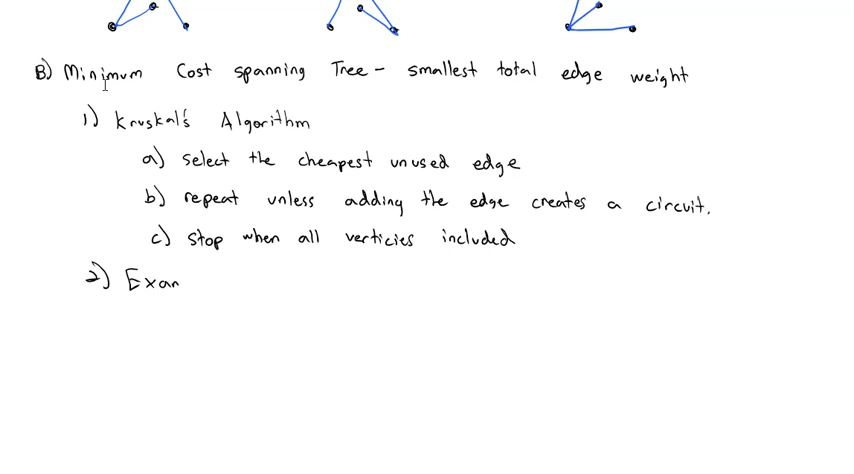 B) Minimum Cost spanning Tree - smallest total edge weight
1) Kruskal's Algorithm
a) select the cheapest unused edge
b) repeat unless adding the edge creates a circuit.
c) stop when all verticies included
2) Exam